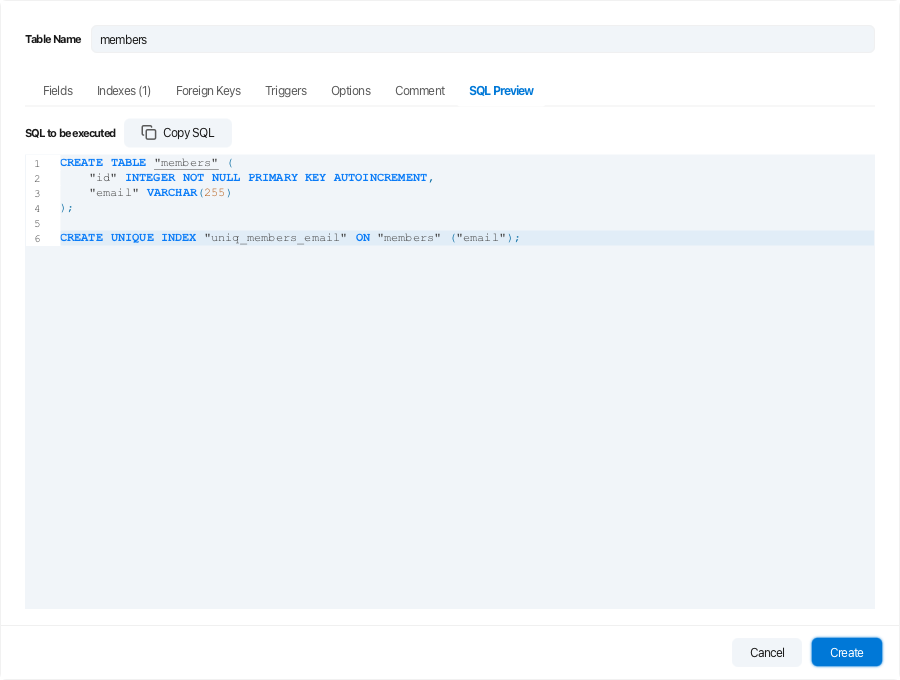 Table Name members
Fields Indexes (1) Foreign Keys Triggers Options Comment SQL Preview
SQL to be executed Copy SQL
1 CREATE TABLE "members" (
2 "id" INTEGER NOT NULL PRIMARY KEY AUTOINCREMENT,
3 "email" VARCHAR(255)
4 );
5
6 CREATE UNIQUE INDEX "uniq_members_email" ON "members" ("email");
Cancel Create